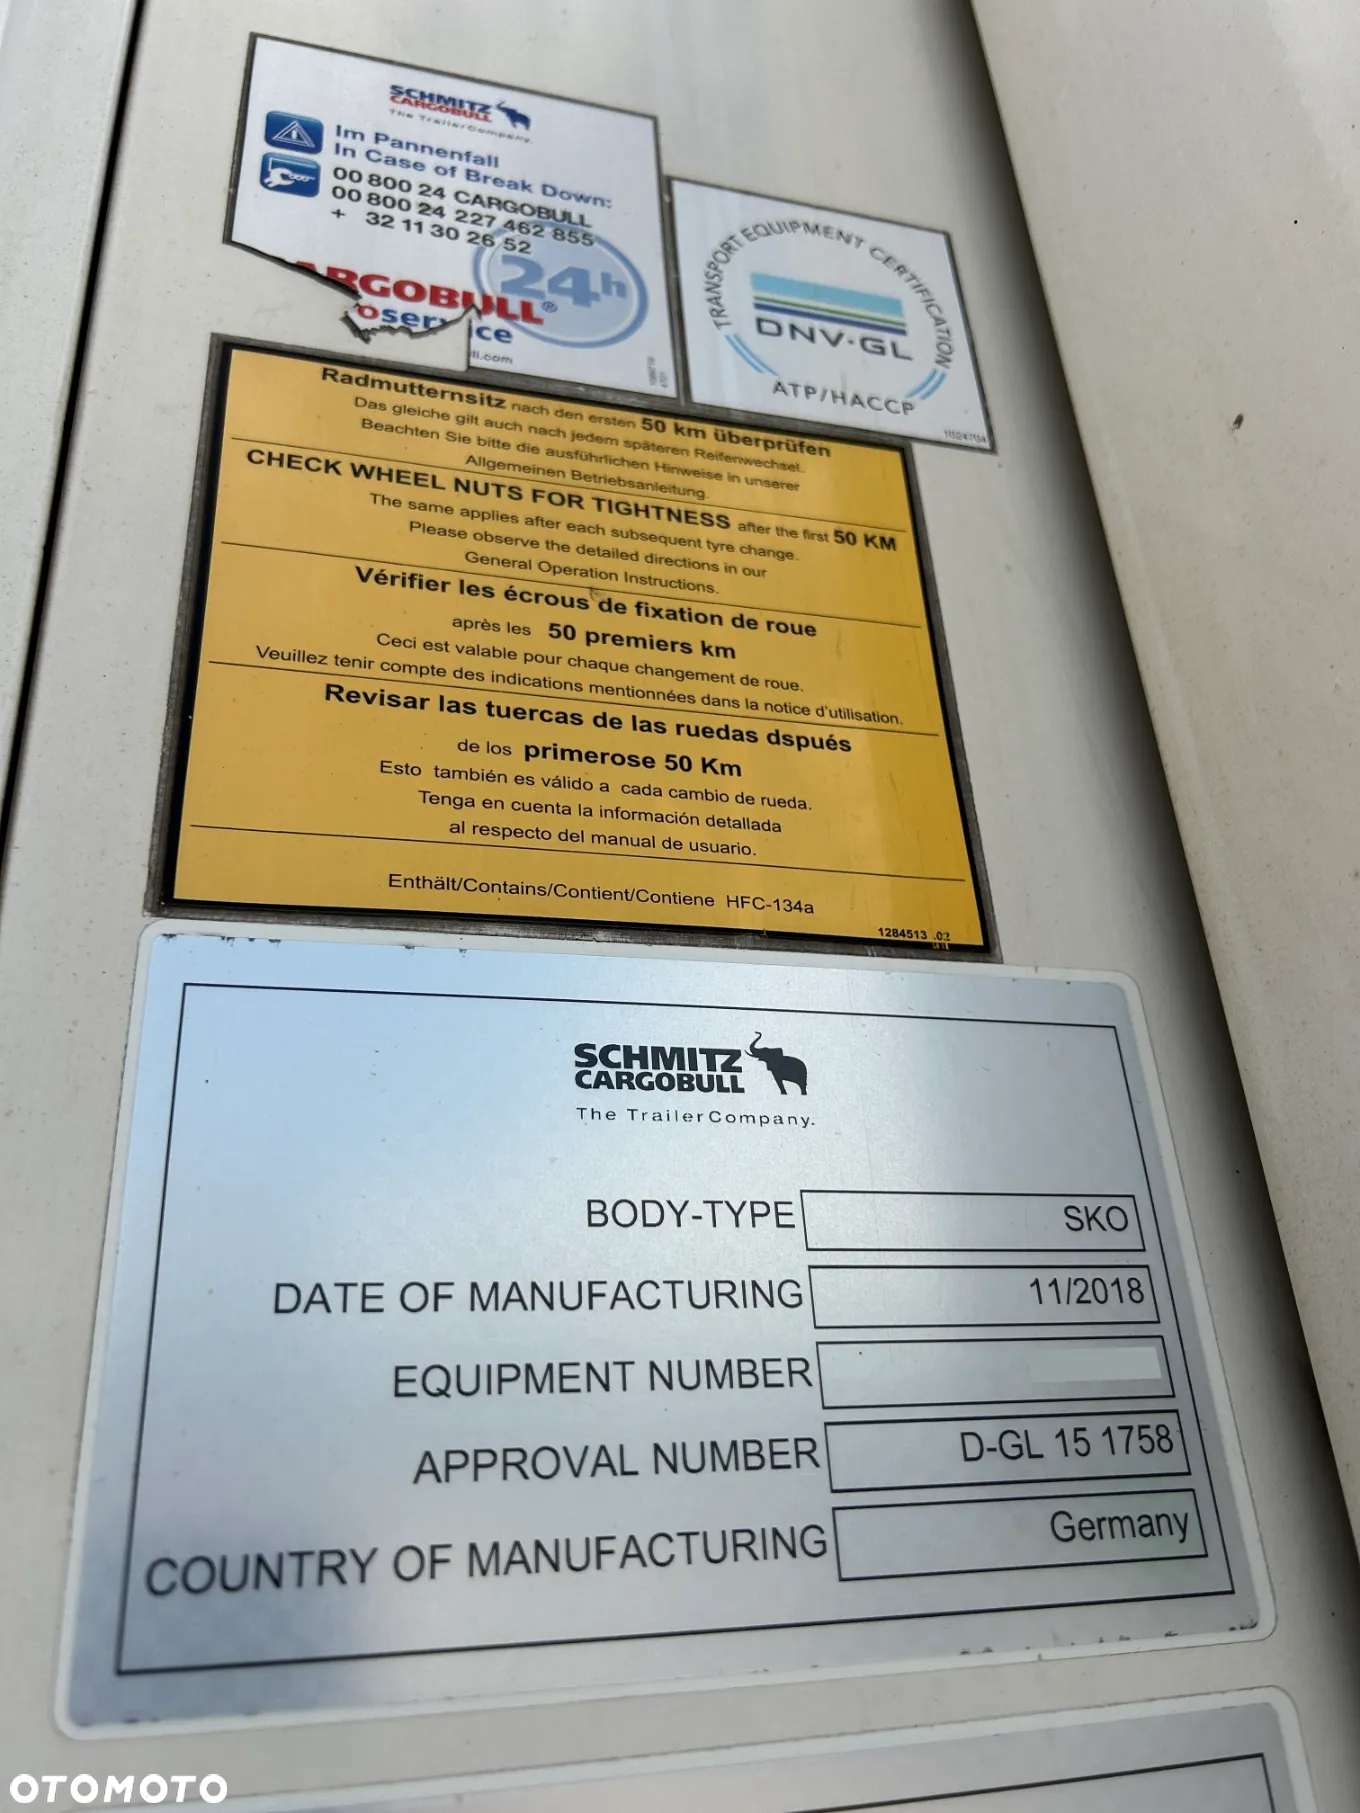 SCHMITZ
CARGOBULL
The TrailerCompany.
Im Pannenfall
In Case of Break Down:
00 800 24 CARGOBULL
00 800 24 227 462 855
+ 32 11 30 26 52
24h
ARGOBULL®
oservice
ll.com
TRANSPORT EQUIPMENT CERTIFICATION
DNV·GL
ATP/HACCP
Radmutternsitz nach den ersten 50 km überprüfen
Das gleiche gilt auch nach jedem späteren Reifenwechsel.
Beachten Sie bitte die ausführlichen Hinweise in unserer
Allgemeinen Betriebsanleitung.
CHECK WHEEL NUTS FOR TIGHTNESS after the first 50 KM
The same applies after each subsequent tyre change.
Please observe the detailed directions in our
General Operation Instructions.
Vérifier les écrous de fixation de roue
après les 50 premiers km
Ceci est valable pour chaque changement de roue.
Veuillez tenir compte des indications mentionnées dans la notice d'utilisation.
Revisar las tuercas de las ruedas dspués
de los primerose 50 Km
Esto también es válido a cada cambio de rueda.
Tenga en cuenta la información detallada
al respecto del manual de usuario.
Enthält/Contains/Contient/Contiene HFC-134a
1284513 .02
SCHMITZ
CARGOBULL
The TrailerCompany.
BODY-TYPE SKO
DATE OF MANUFACTURING 11/2018
EQUIPMENT NUMBER
APPROVAL NUMBER D-GL 15 1758
COUNTRY OF MANUFACTURING Germany
OTOMOTO